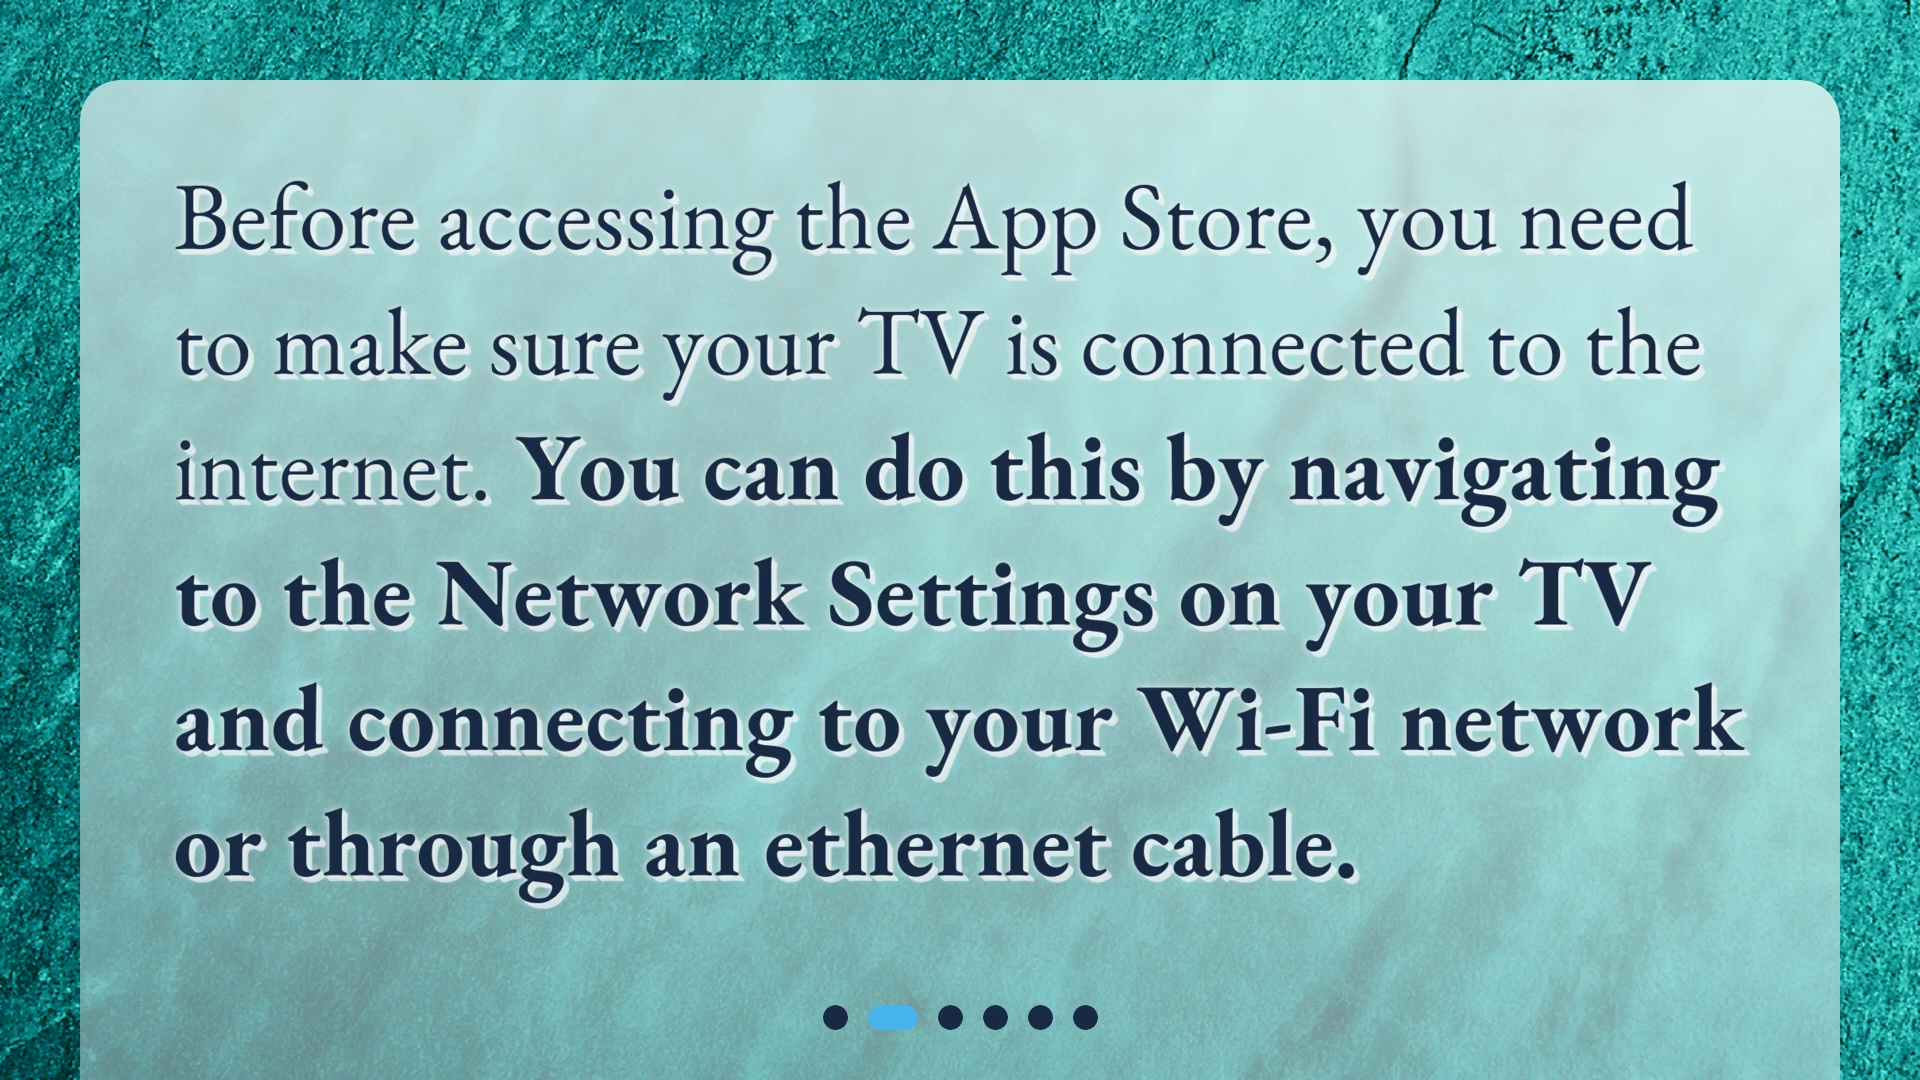 Before accessing the App Store, you need
to make sure your TV is connected to the
internet. You can do this by navigating
to the Network Settings on your TV
and connecting to your Wi-Fi network
or through an ethernet cable.